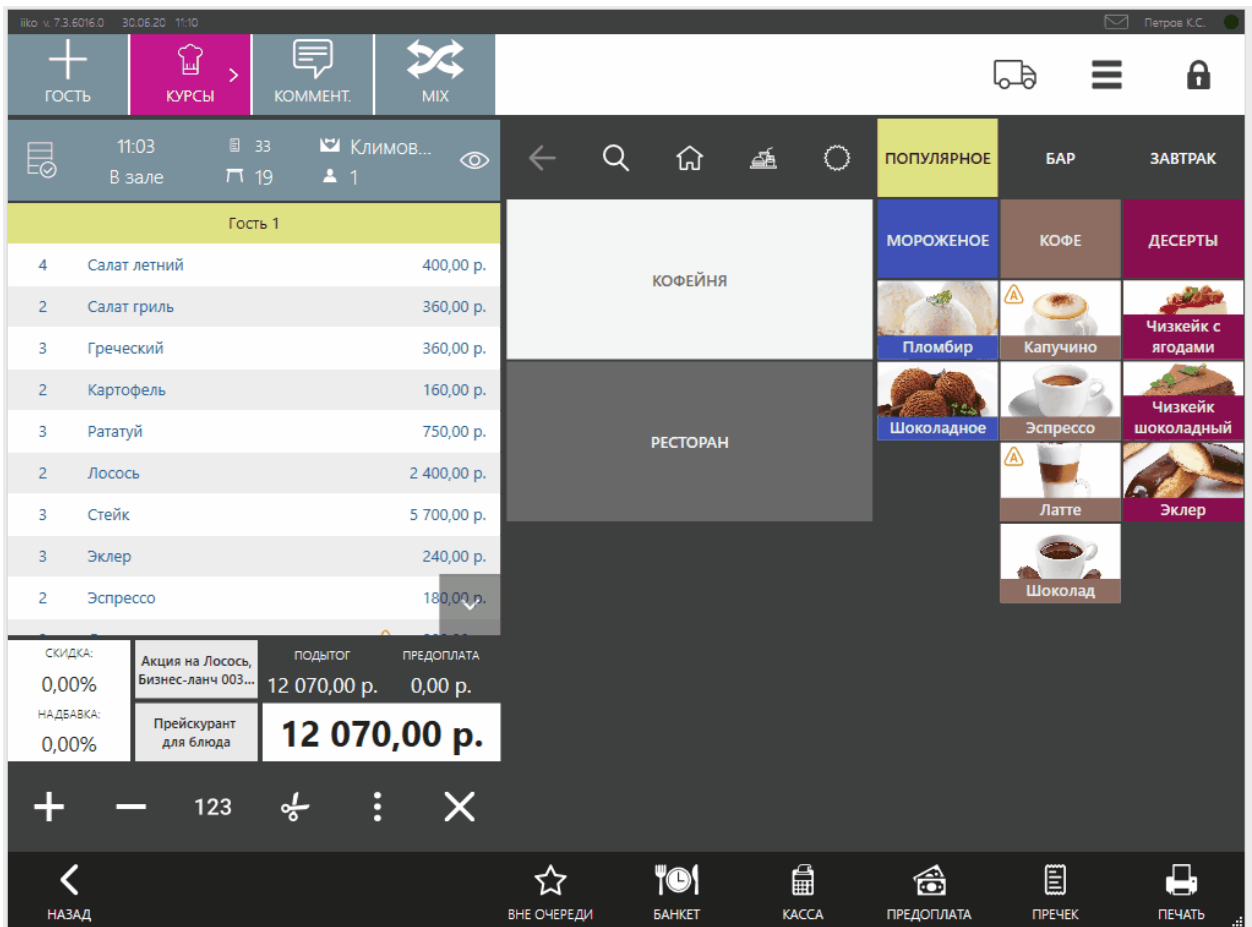 iiko v. 7.3.6016.0 30.06.20 11:10 Петров К.С.
ГОСТЬ КУРСЫ КОММЕНТ. MIX
11:03 33 Климов...
В зале 19 1
ПОПУЛЯРНОЕ БАР ЗАВТРАК
Гость 1
МОРОЖЕНОЕ КОФЕ ДЕСЕРТЫ
4 Салат летний 400,00 р.
2 Салат гриль 360,00 р.
3 Греческий 360,00 р.
2 Картофель 160,00 р.
3 Рататуй 750,00 р.
2 Лосось 2 400,00 р.
3 Стейк 5 700,00 р.
3 Эклер 240,00 р.
2 Эспрессо 180,00 р.
КОФЕЙНЯ
РЕСТОРАН
Пломбир
Капучино
Чизкейк с
ягодами
Шоколадное
Эспрессо
Чизкейк
шоколадный
Латте
Эклер
Шоколад
СКИДКА:
0,00%
НАДБАВКА:
0,00%
Акция на Лосось,
Бизнес-ланч 003...
Прейскурант
для блюда
ПОДЫТОГ ПРЕДОПЛАТА
12 070,00 р. 0,00 р.
12 070,00 р.
123
НАЗАД ВНЕ ОЧЕРЕДИ БАНКЕТ КАССА ПРЕДОПЛАТА ПРЕЧЕК ПЕЧАТЬ